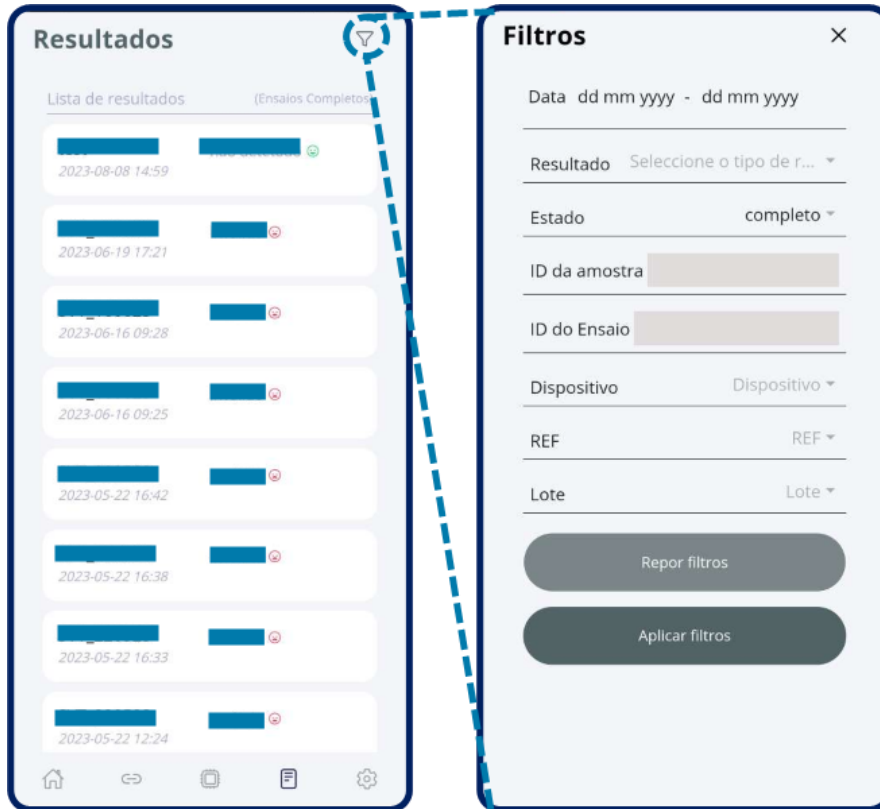 Resultados
Lista de resultados (Ensaios Completos)
2023-08-08 14:59
2023-06-19 17:21
2023-06-16 09:28
2023-06-16 09:25
2023-05-22 16:42
2023-05-22 16:38
2023-05-22 16:33
2023-05-22 12:24
Filtros
Data dd mm yyyy - dd mm yyyy
Resultado Seleccione o tipo de r...
Estado completo
ID da amostra
ID do Ensaio
Dispositivo Dispositivo
REF REF
Lote Lote
Repor filtros
Aplicar filtros